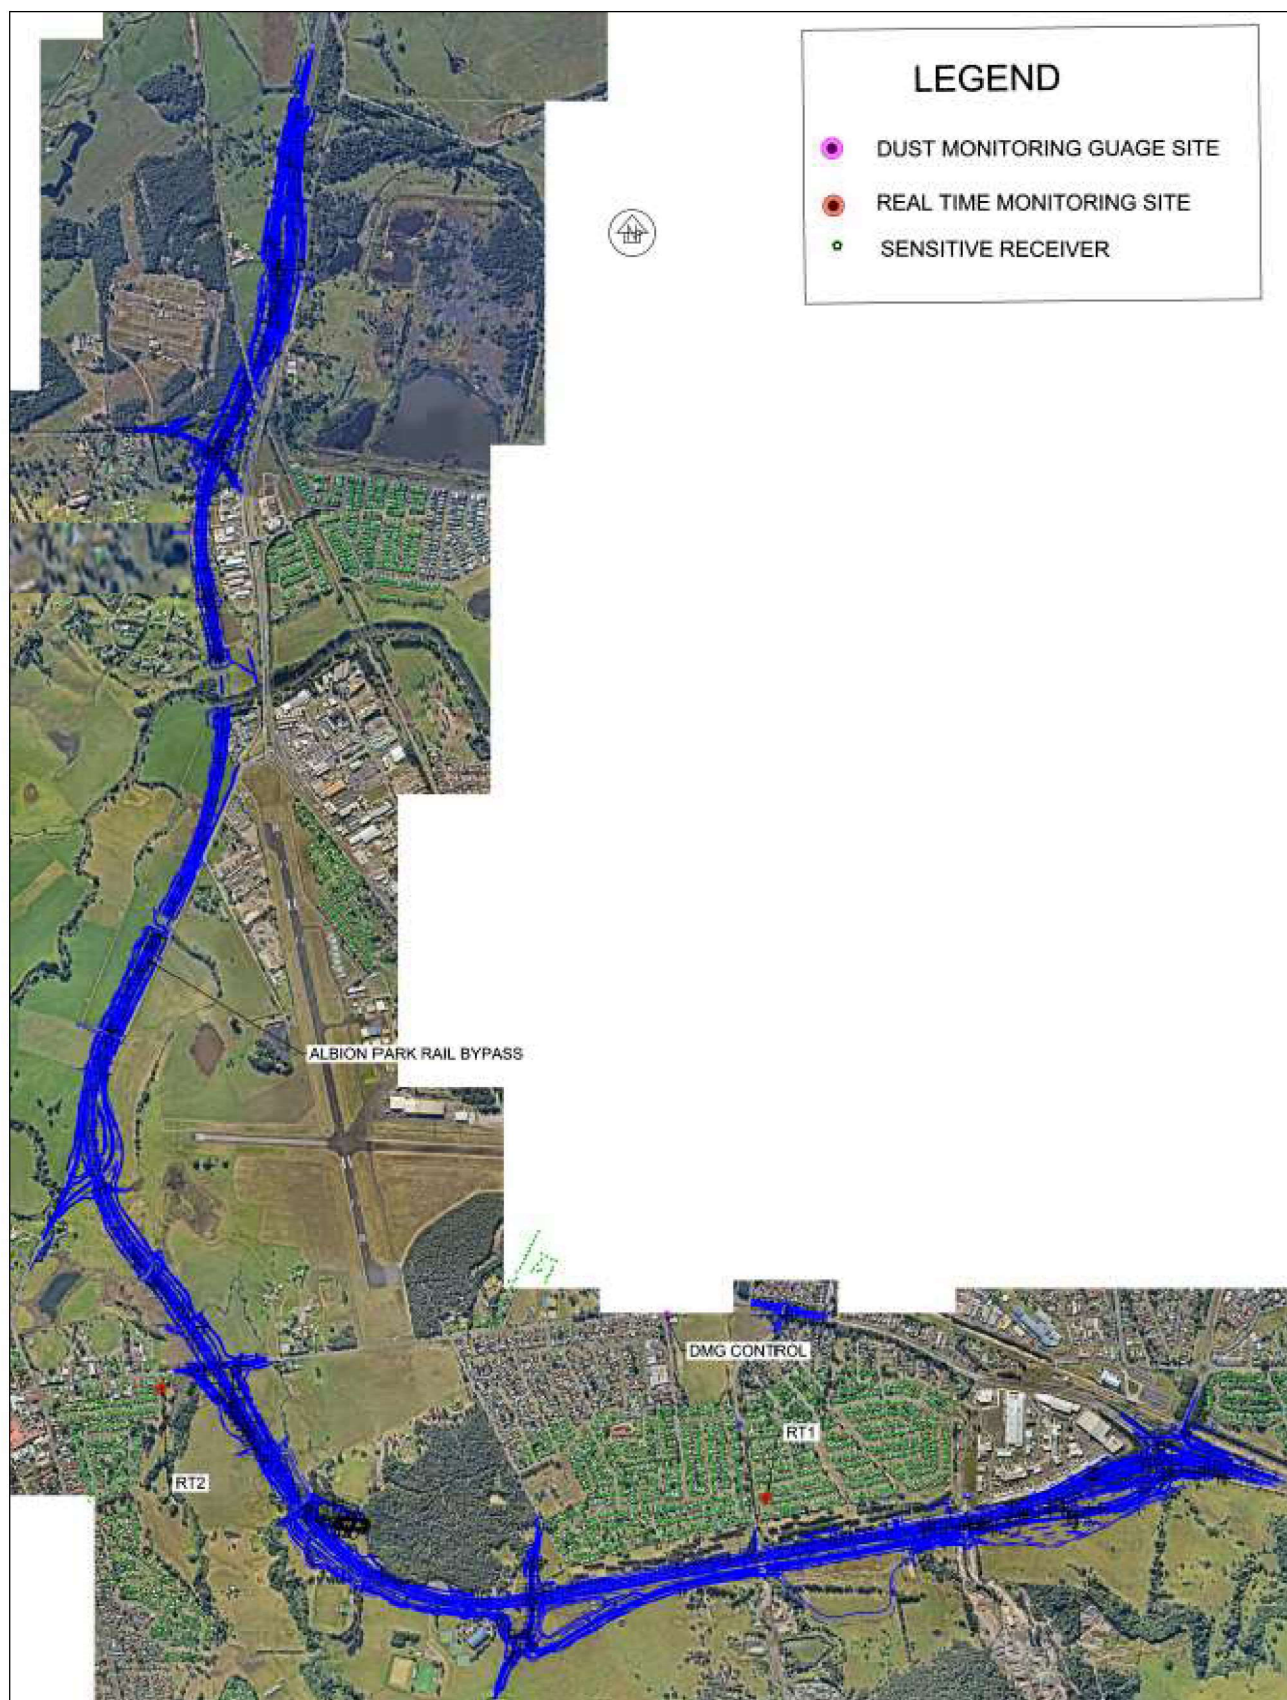 LEGEND
DUST MONITORING GUAGE SITE
REAL TIME MONITORING SITE
SENSITIVE RECEIVER
N
ALBION PARK RAIL BYPASS
DMG CONTROL
RT1
RT2